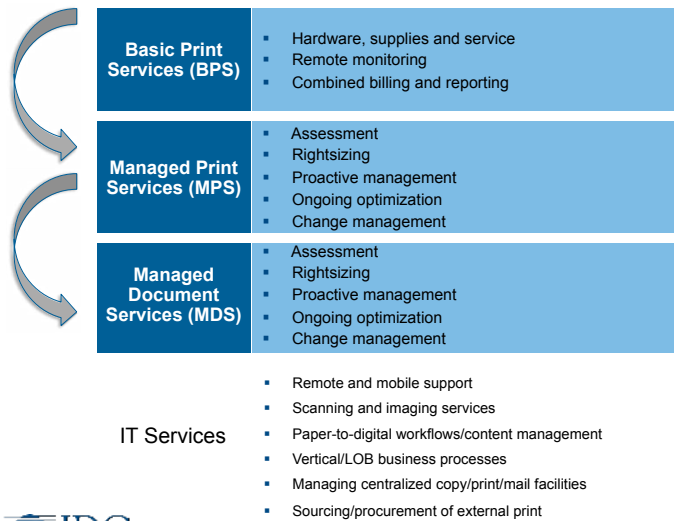 Basic Print
Services (BPS)
▪ Hardware, supplies and service
▪ Remote monitoring
▪ Combined billing and reporting
Managed Print
Services (MPS)
▪ Assessment
▪ Rightsizing
▪ Proactive management
▪ Ongoing optimization
▪ Change management
Managed
Document
Services (MDS)
▪ Assessment
▪ Rightsizing
▪ Proactive management
▪ Ongoing optimization
▪ Change management
IT Services
▪ Remote and mobile support
▪ Scanning and imaging services
▪ Paper-to-digital workflows/content management
▪ Vertical/LOB business processes
▪ Managing centralized copy/print/mail facilities
▪ Sourcing/procurement of external print
IDC